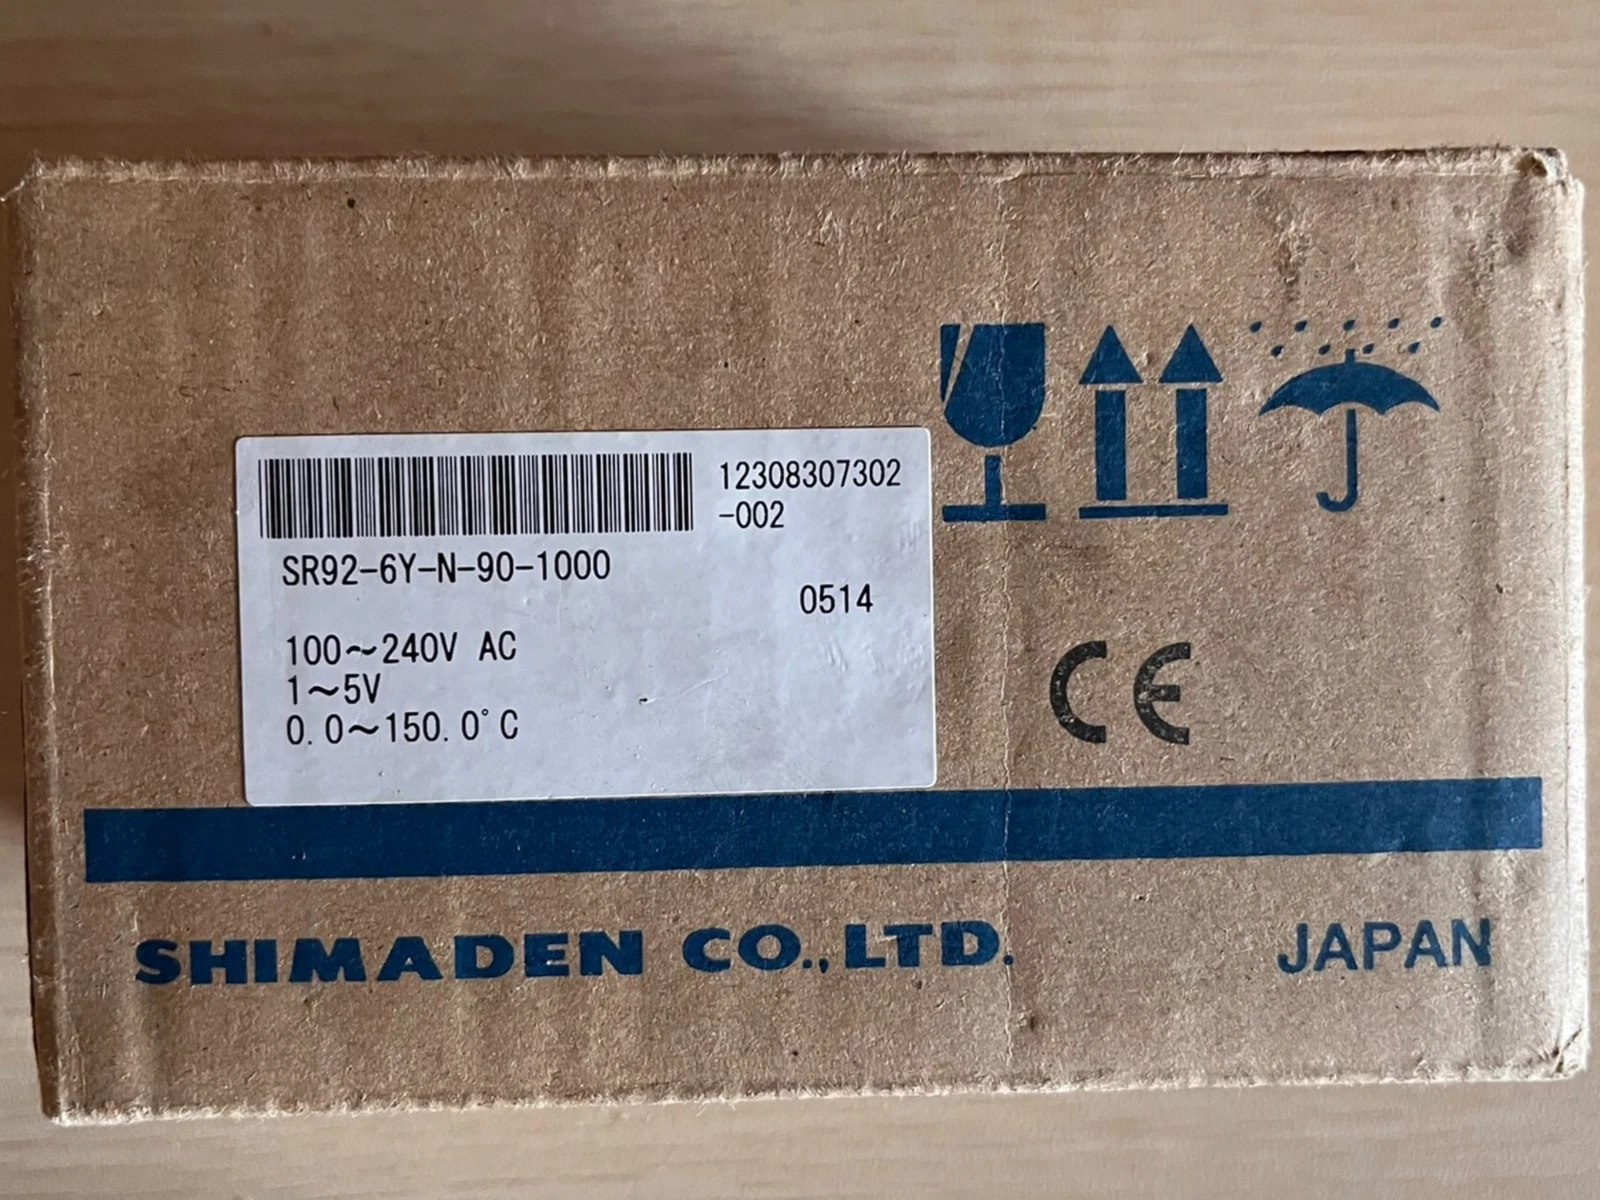 12308307302
-002
SR92-6Y-N-90-1000
0514
100~240V AC
1~5V
0.0~150.0°C
CE
SHIMADEN CO.,LTD. JAPAN